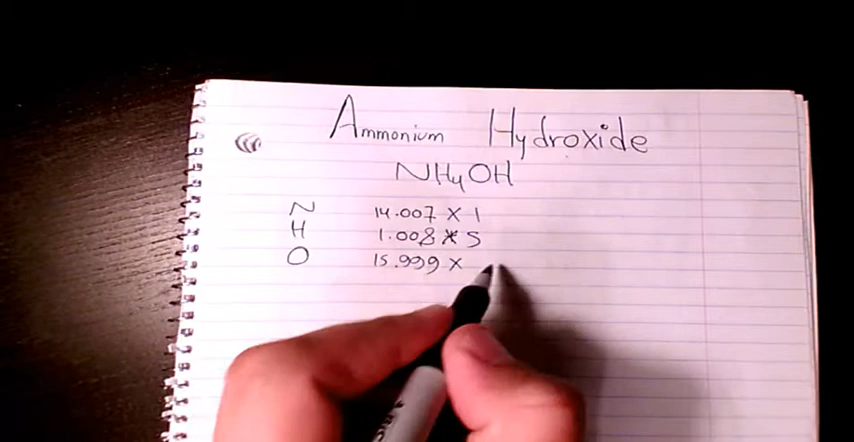 Ammonium Hydroxide
NH4OH
N 14.007 x 1
H 1.008 x 5
O 15.999 x